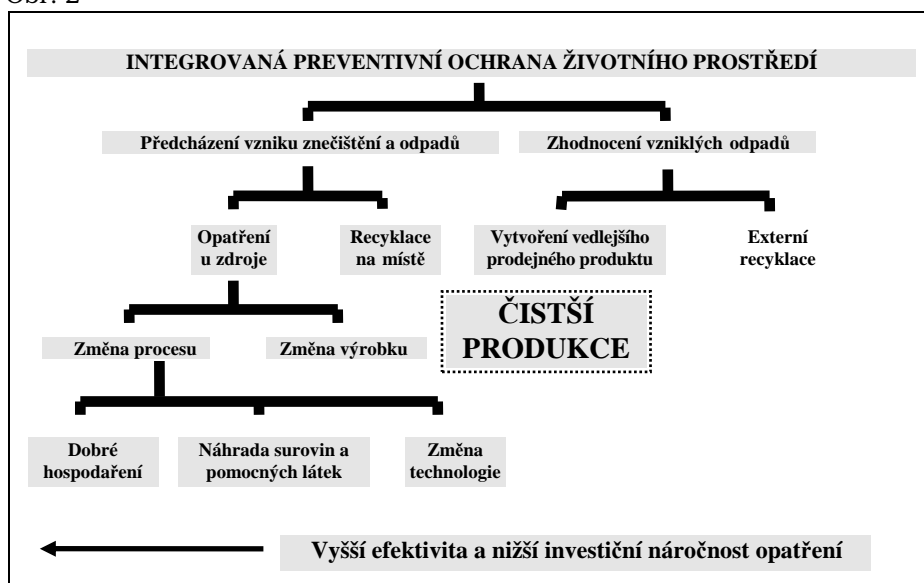 Obr. 2
INTEGROVANÁ PREVENTIVNÍ OCHRANA ŽIVOTNÍHO PROSTŘEDÍ
Předcházení vzniku znečištění a odpadů
Zhodnocení vzniklých odpadů
Opatření
u zdroje
Recyklace
na místě
Vytvoření vedlejšího
prodejného produktu
Externí
recyklace
ČISTŠÍ
PRODUKCE
Změna procesu
Změna výrobku
Dobré
hospodaření
Náhrada surovin a
pomocných látek
Změna
technologie
Vyšší efektivita a nižší investiční náročnost opatření